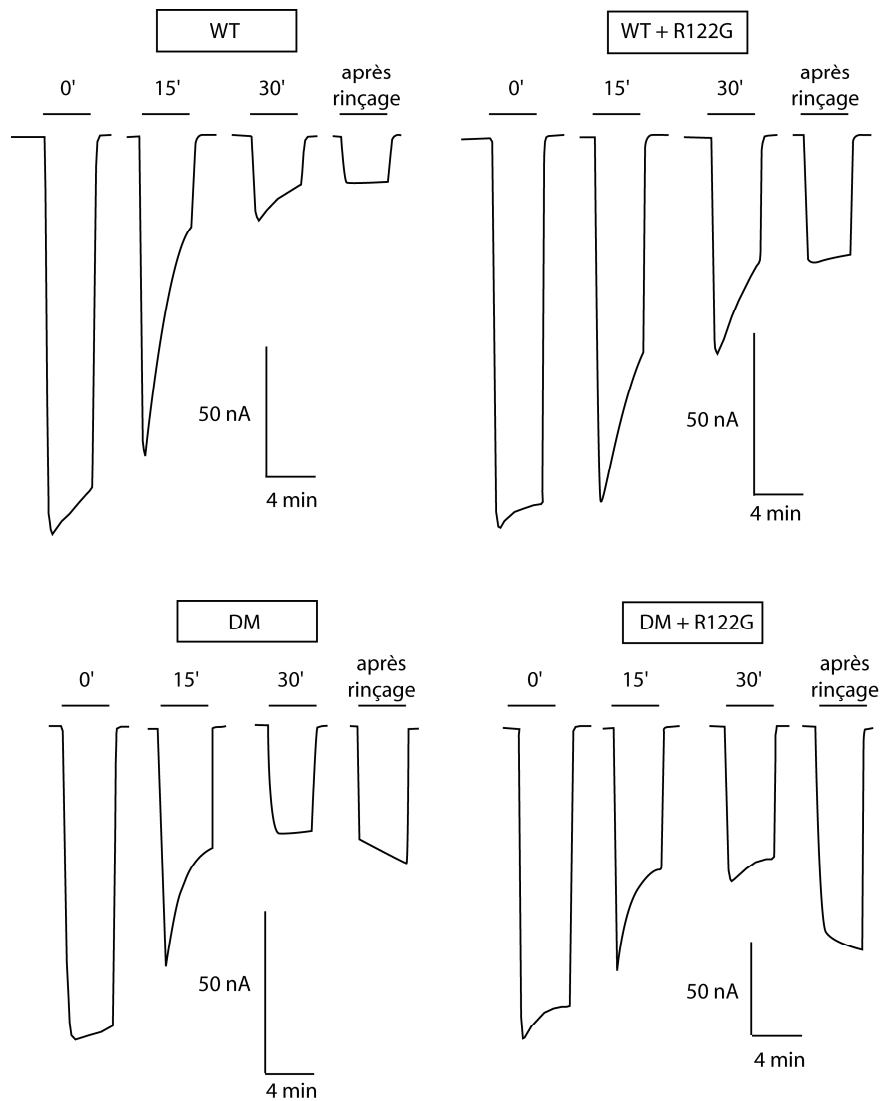 WT
0'
15'
30'
après
rinçage
50 nA
4 min
WT + R122G
0'
15'
30'
après
rinçage
50 nA
4 min
DM
0'
15'
30'
après
rinçage
50 nA
4 min
DM + R122G
0'
15'
30'
après
rinçage
50 nA
4 min